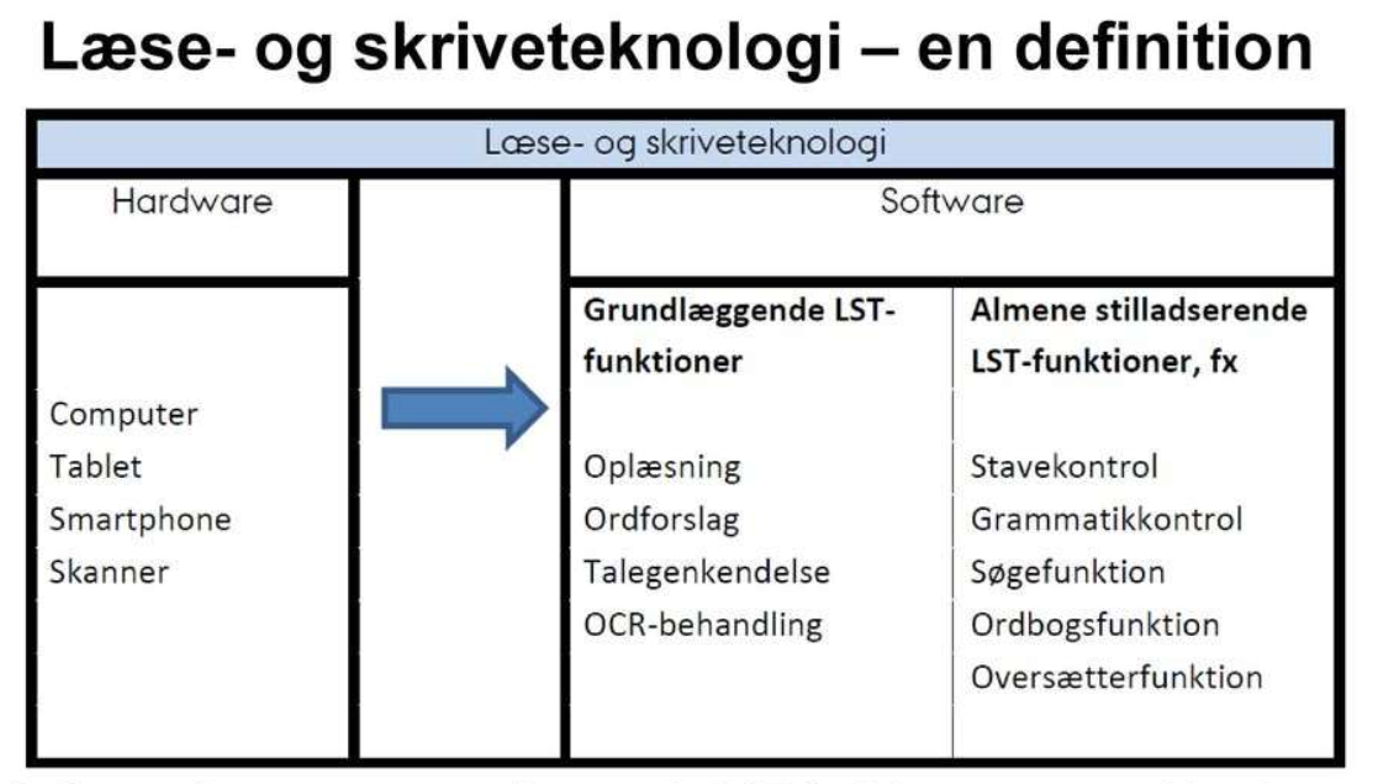 Læse- og skriveteknologi – en definition
Læse- og skriveteknologi
Hardware
Software
Computer
Tablet
Smartphone
Skanner
Grundlæggende LST-
funktioner
Oplæsning
Ordforslag
Talegenkendelse
OCR-behandling
Almene stilladserende
LST-funktioner, fx
Stavekontrol
Grammatikkontrol
Søgefunktion
Ordbogsfunktion
Oversætterfunktion